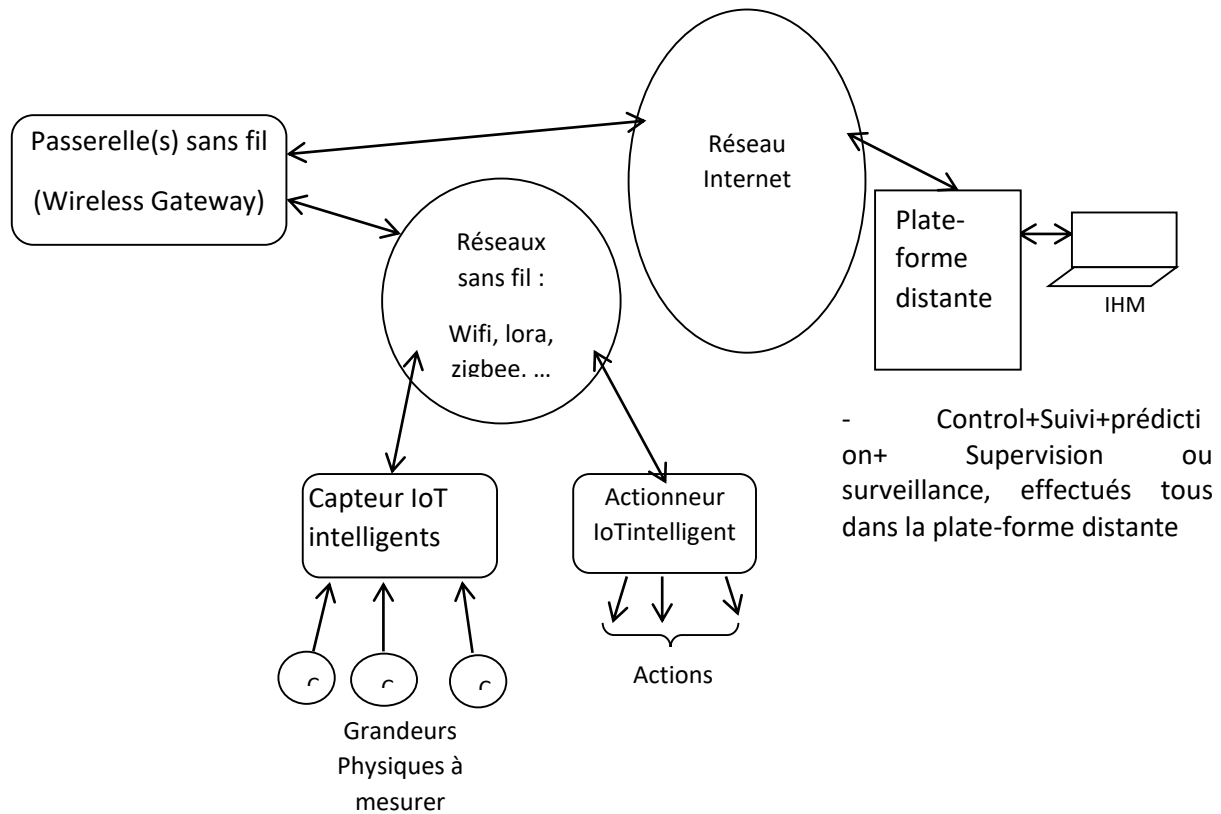 Passerelle(s) sans fil
(Wireless Gateway)
Réseau
Internet
Réseaux
sans fil :
Wifi, lora,
zigbee, ...
Plate-
forme
distante
IHM
- Control+Suivi+prédicti
on+ Supervision ou
surveillance, effectués tous
dans la plate-forme distante
Capteur IoT
intelligents
Actionneur
IoTintelligent
Actions
Grandeurs
Physiques à
mesurer